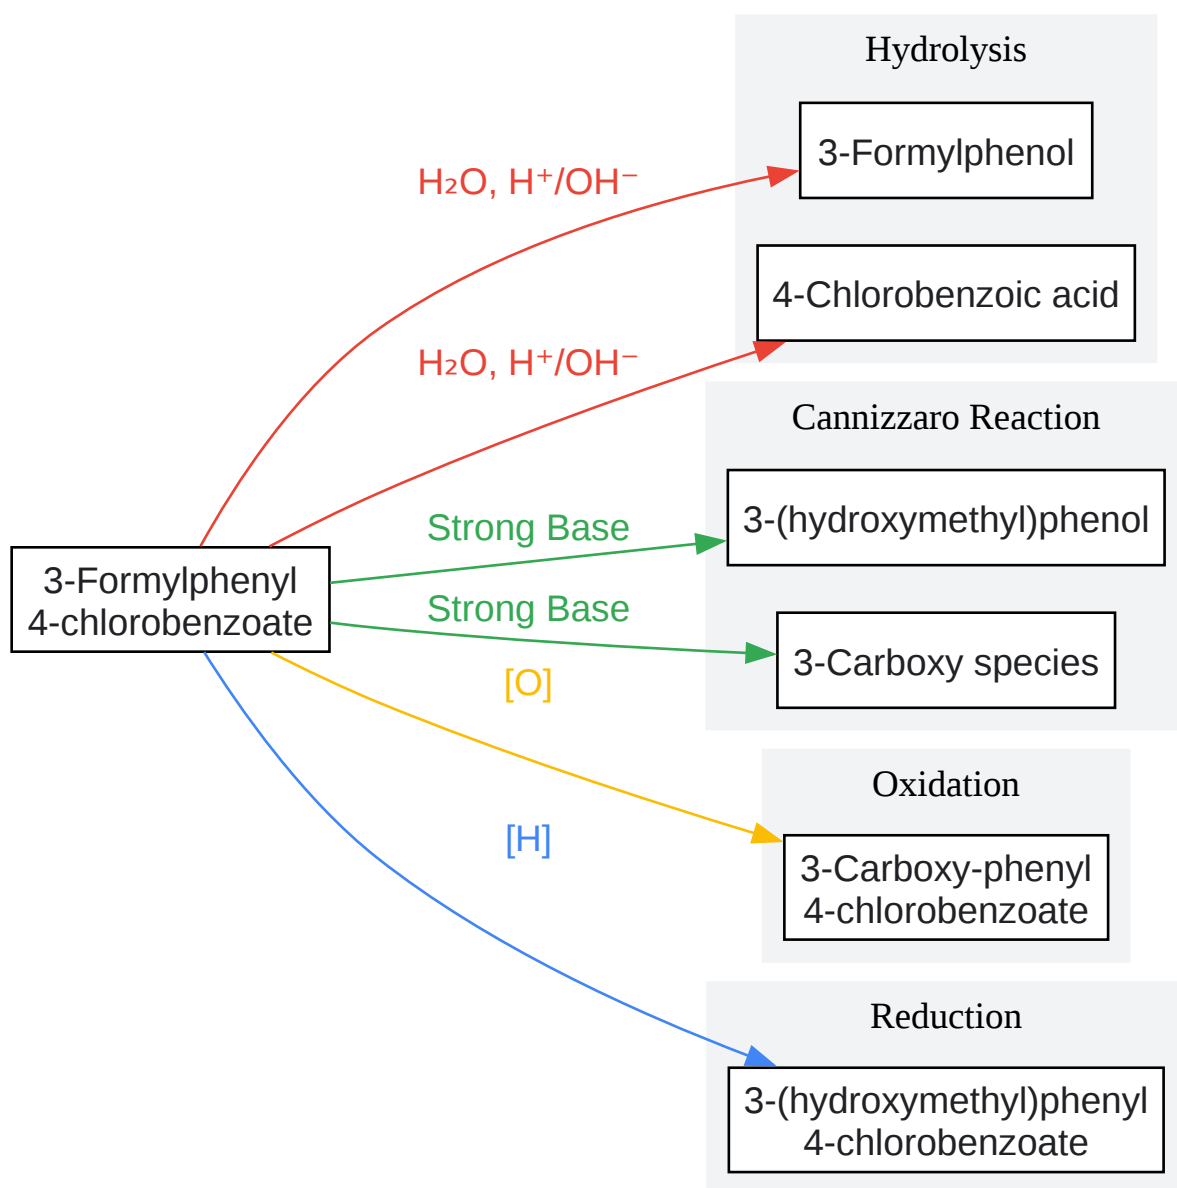 Hydrolysis
3-Formylphenol
H₂O, H⁺/OH⁻
4-Chlorobenzoic acid
H₂O, H⁺/OH⁻
Cannizzaro Reaction
3-(hydroxymethyl)phenol
Strong Base
3-Formylphenyl
4-chlorobenzoate
Strong Base
3-Carboxy species
[O]
Oxidation
3-Carboxy-phenyl
4-chlorobenzoate
[H]
Reduction
3-(hydroxymethyl)phenyl
4-chlorobenzoate